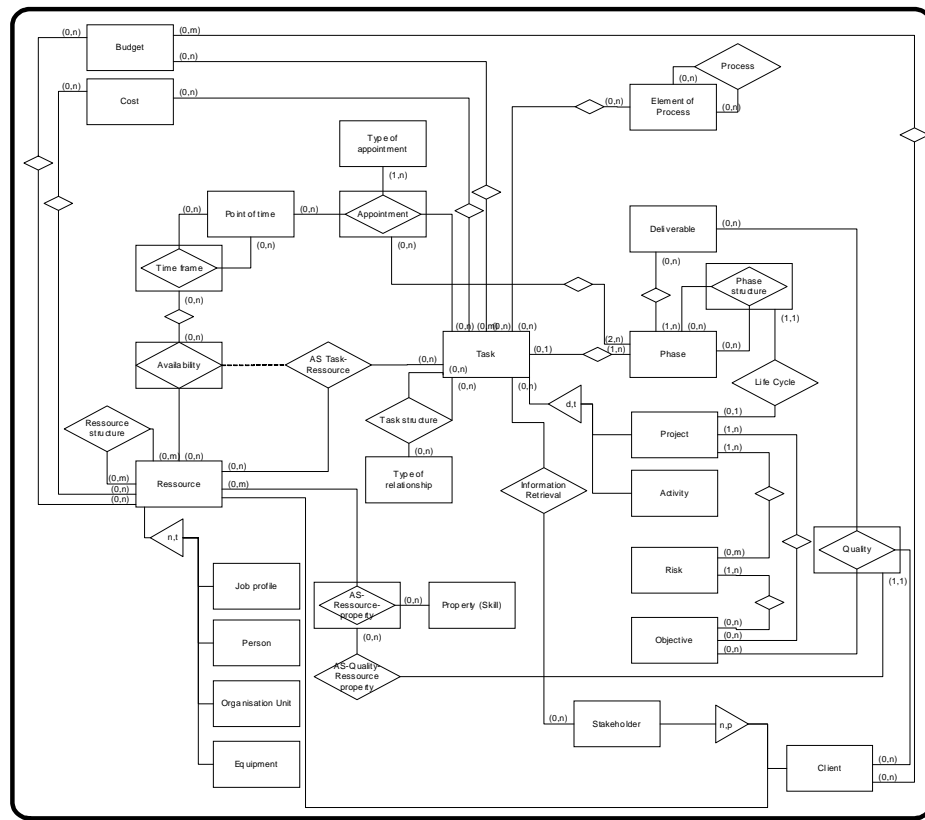 (0,n)
(0,m)
Budget
(0,n)
Process
(0,n)
(0,n)
(0,n)
Cost
(0,n)
Element of
Process
(0,n)
Type of
appointment
(1,n)
(0,n)
Point of time
(0,n)
Appointment
(0,n)
(0,n)
Deliverable
(0,n)
(0,n)
Time frame
(0,n)
Phase
structure
(1,1)
(0,n)
(0,n)
(0,m)
(0,n)
(2,n)
(1,n)
(0,n)
Availability
AS Task-
Ressource
(0,n)
Task
(0,n)
(0,1)
(1,n)
Phase
(0,n)
(0,n)
(0,n)
Life Cycle
d,t
Ressource
structure
Task structure
(0,1)
(1,n)
Project
(1,n)
(0,m)
(0,n)
(0,n)
(0,n)
(0,m)
(0,n)
(0,n)
Ressource
(0,m)
Type of
relationship
Information
Retrieval
Activity
n,t
Quality
(1,1)
(0,m)
Risk
(1,n)
Job profile
AS-
Ressource-
property
(0,n)
Property (Skill)
(0,n)
(0,n)
Objective
(0,n)
(0,n)
Person
AS-Quality-
Ressource
property
Organisation Unit
(0,n)
Stakeholder
n,p
Equipment
(0,n)
Client
(0,n)